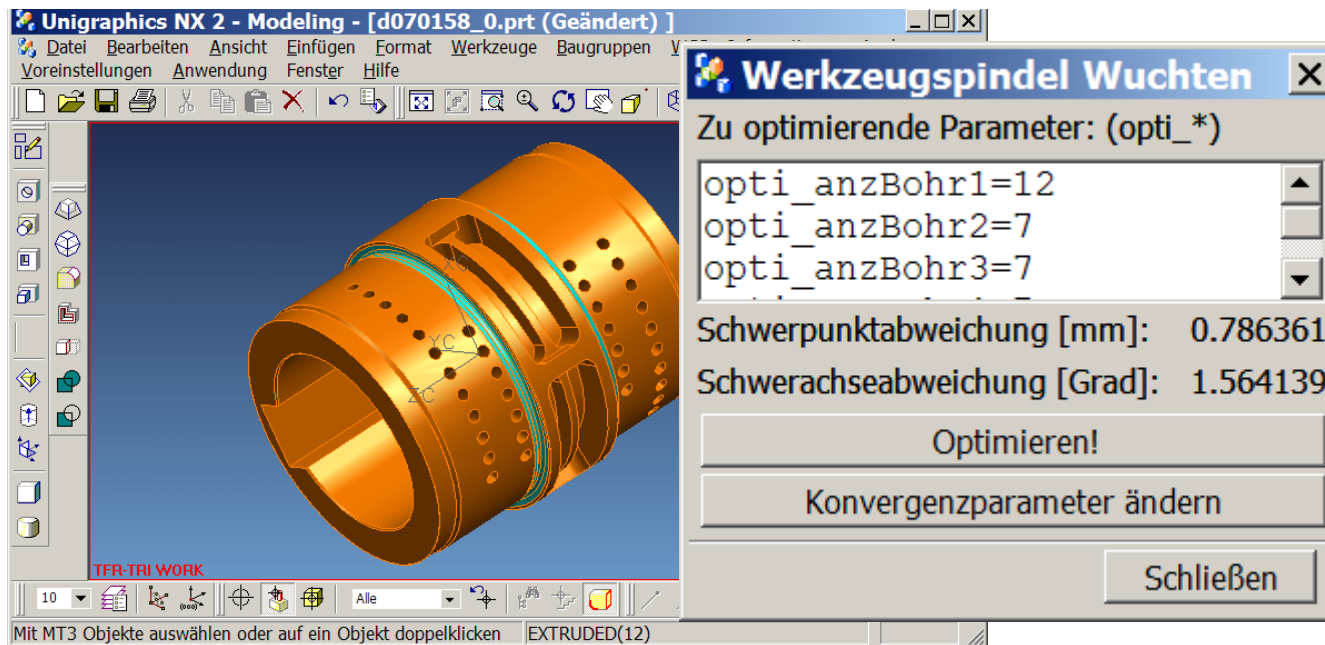 Unigraphics NX 2 - Modeling - [d070158_0.prt (Geändert) ]
Datei Bearbeiten Ansicht Einfügen Format Werkzeuge Baugruppen
Voreinstellungen Anwendung Fenster Hilfe
Werkzeugspindel Wuchten
Zu optimierende Parameter: (opti_*)
opti_anzBohr1=12
opti_anzBohr2=7
opti_anzBohr3=7
Schwerpunktabweichung [mm]: 0.786361
Schwerachseabweichung [Grad]: 1.564139
Optimieren!
Konvergenzparameter ändern
Schließen
XC
YC
ZC
TFR-TRI WORK
10
Alle
Mit MT3 Objekte auswählen oder auf ein Objekt doppelklicken EXTRUDED(12)